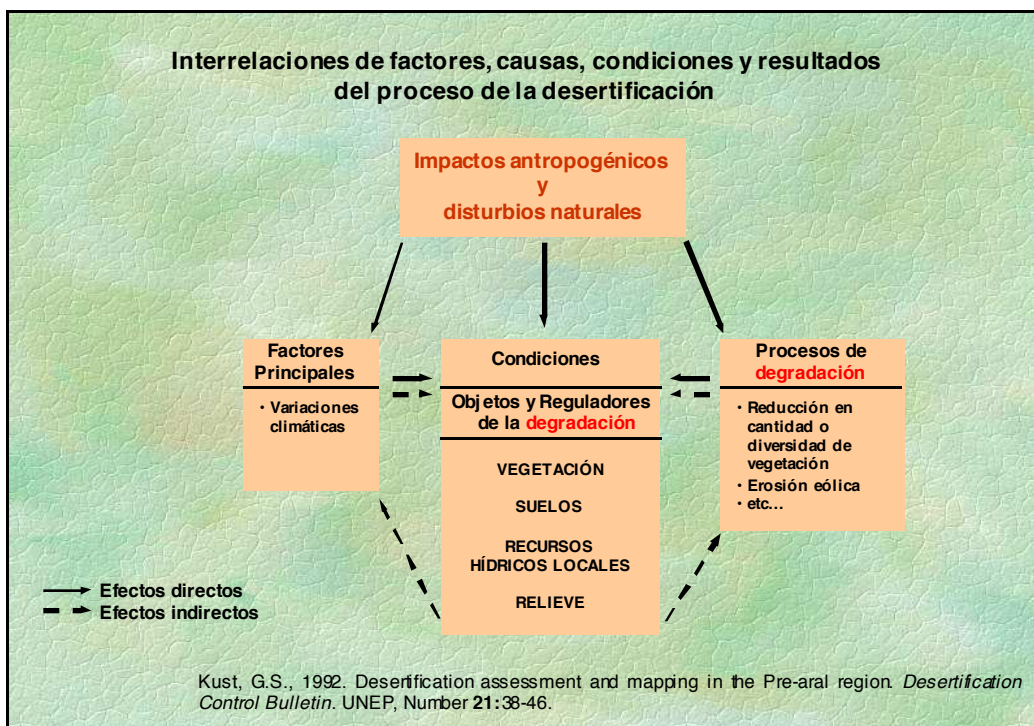 Interrelaciones de factores, causas, condiciones y resultados
del proceso de la desertificación
Impactos antropogénicos
y
disturbios naturales
Factores
Principales
• Variaciones
climáticas
Condiciones
Objetos y Reguladores
de la degradación
VEGETACIÓN
SUELOS
RECURSOS
HÍDRICOS LOCALES
RELIEVE
Procesos de
degradación
• Reducción en
cantidad o
diversidad de
vegetación
• Erosión eólica
• etc...
Efectos directos
Efectos indirectos
Kust, G.S., 1992. Desertification assessment and mapping in the Pre-aral region. Desertification
Control Bulletin. UNEP, Number 21:38-46.